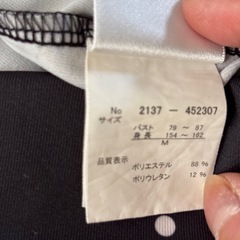 No 2137 － 452307
サイズ
バスト 79 － 87
身長 154 － 162
M
品質表示
ポリエステル 88 %
ポリウレタン 12 %